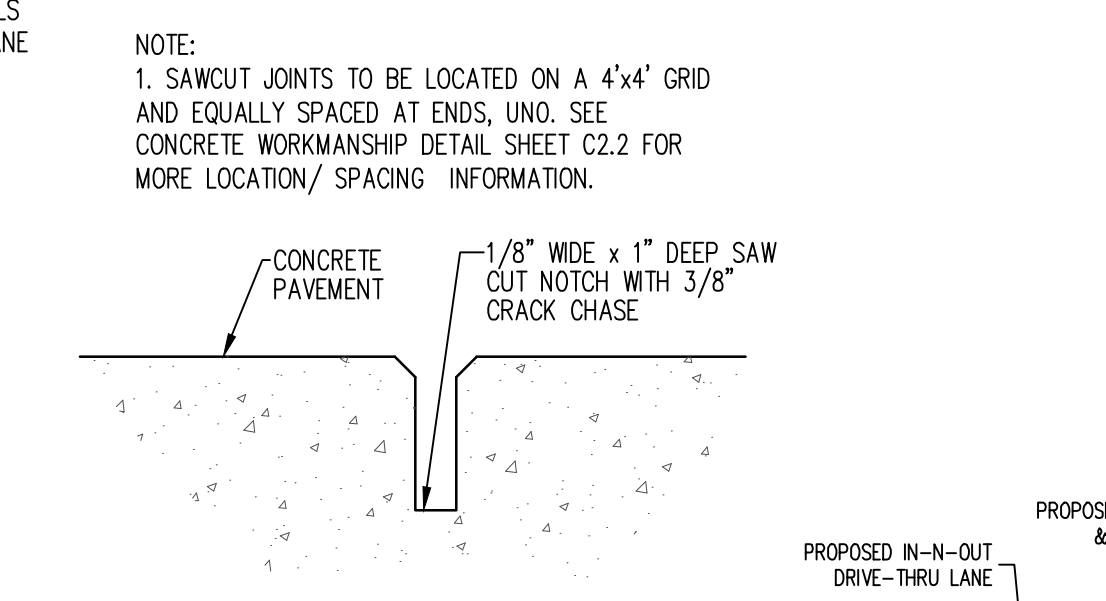 NOTE:
1. SAWCUT JOINTS TO BE LOCATED ON A 4'x4' GRID
AND EQUALLY SPACED AT ENDS, UNO. SEE
CONCRETE WORKMANSHIP DETAIL SHEET C2.2 FOR
MORE LOCATION/ SPACING INFORMATION.
CONCRETE
PAVEMENT
1/8" WIDE x 1" DEEP SAW
CUT NOTCH WITH 3/8"
CRACK CHASE
PROPOSED IN-N-OUT
DRIVE-THRU LANE
&